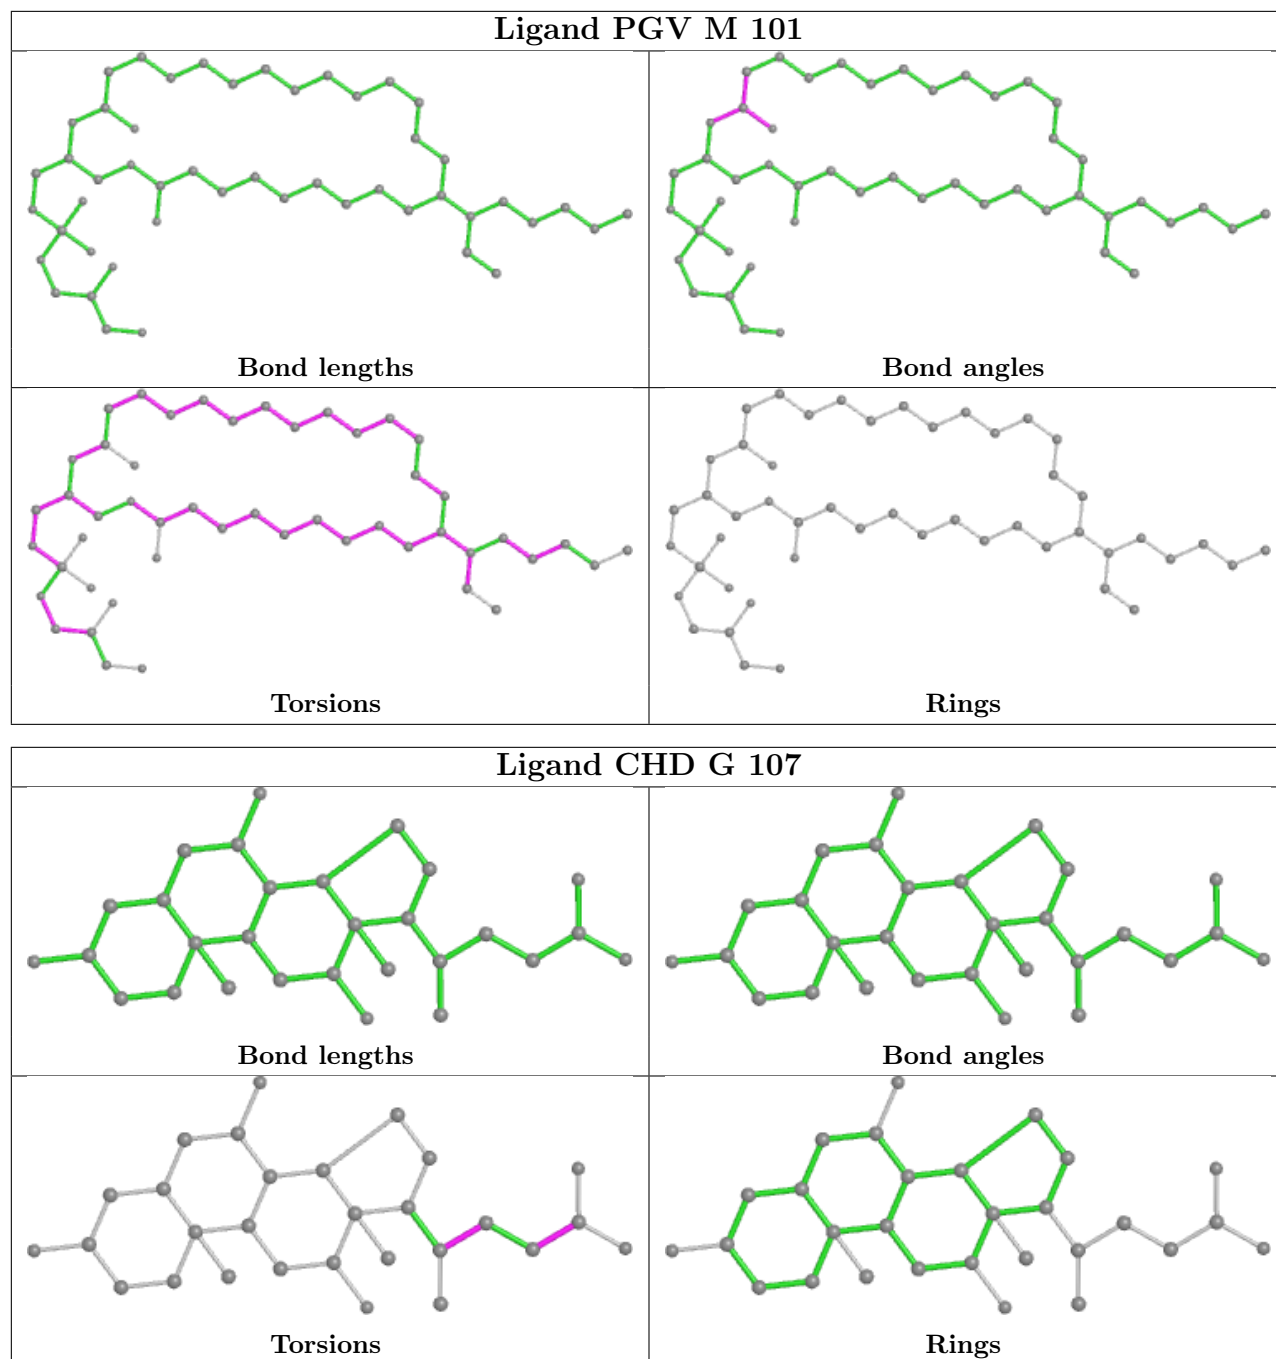 Ligand PGV M 101
Bond lengths
Bond angles
Torsions
Rings
Ligand CHD G 107
Bond lengths
Bond angles
Torsions
Rings